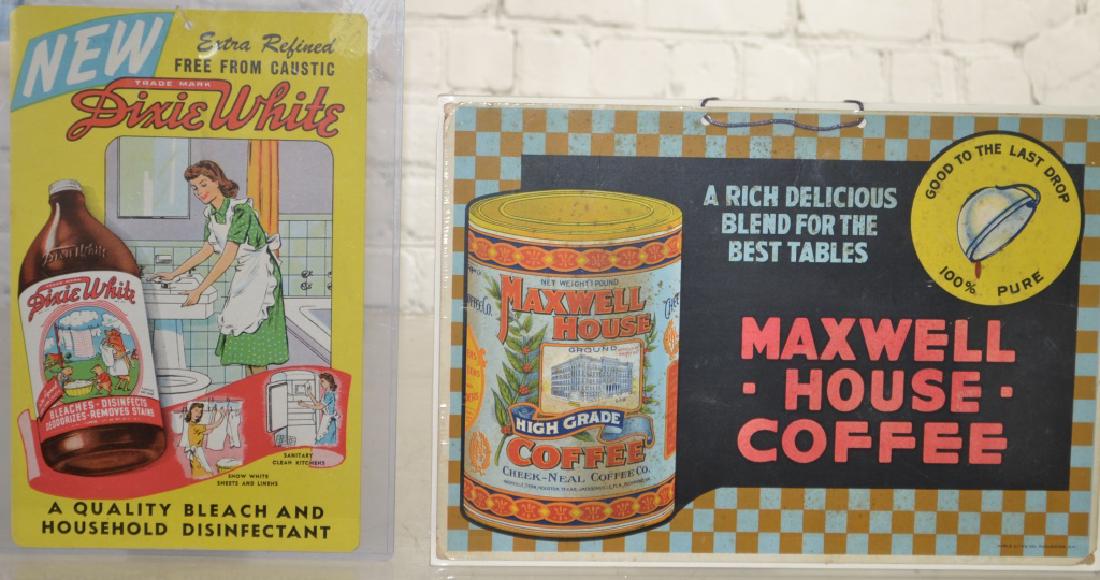 NEW
Extra Refined
FREE FROM CAUSTIC
TRADE MARK
Dixie White
DIXIE White
Dixie White
BLEACHES - DISINFECTS
DEODORIZES - REMOVES STAINS
SANITARY
CLEAN KITCHENS
SNOW WHITE
SHEETS AND LINENS
A QUALITY BLEACH AND
HOUSEHOLD DISINFECTANT
A RICH DELICIOUS
BLEND FOR THE
BEST TABLES
GOOD TO THE LAST DROP
100% PURE
MAXWELL
· HOUSE ·
COFFEE
NET WEIGHT 1 POUND
MAXWELL
HOUSE
GROUND
HIGH GRADE
COFFEE
CHEEK-NEAL COFFEE CO.